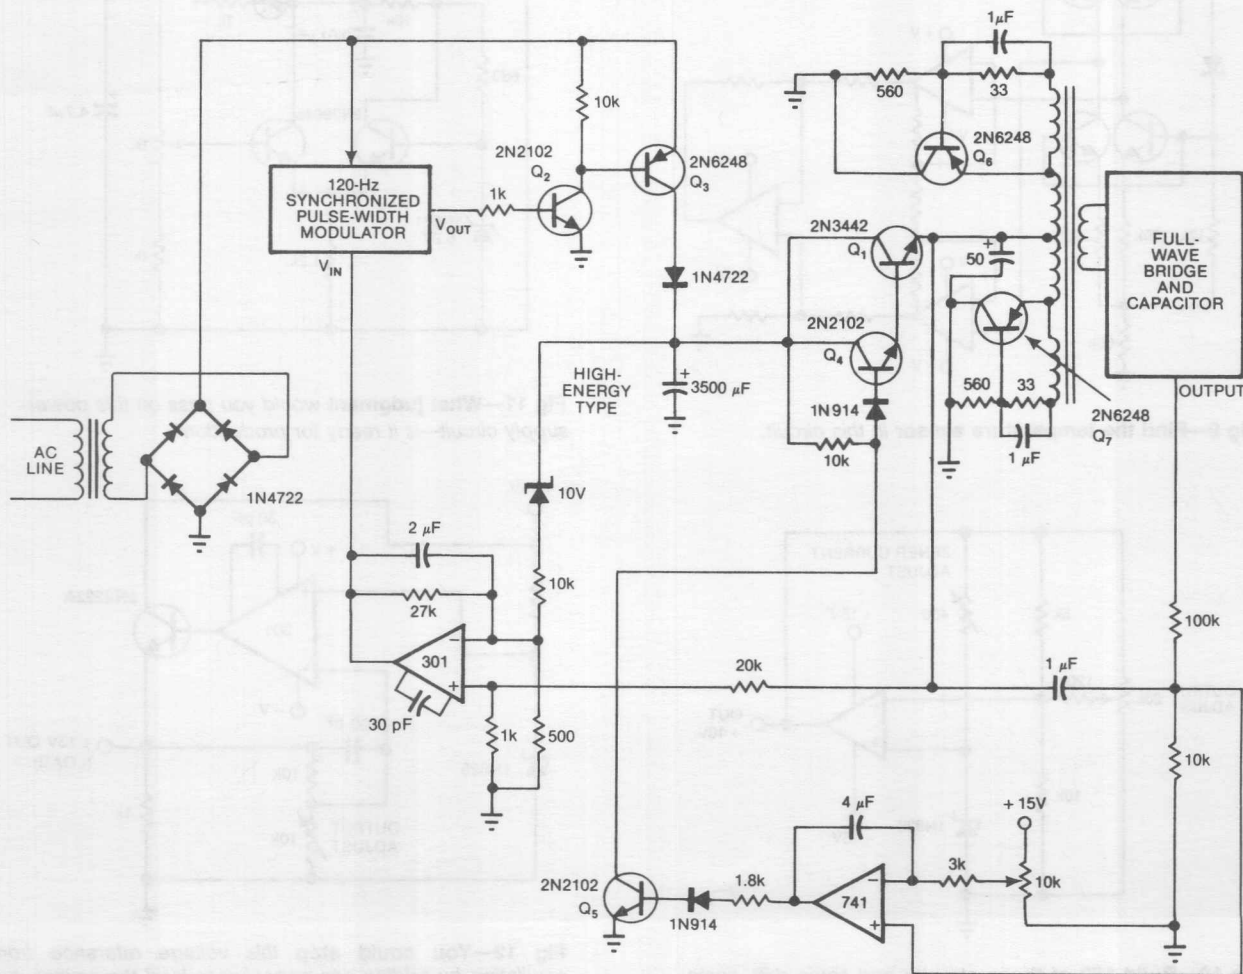 1μF
560
33
10k
2N6248
Q6
2N2102
Q2
2N6248
Q3
120-Hz
SYNCHRONIZED
PULSE-WIDTH
MODULATOR
1k
VOUT
VIN
2N3442
Q1
50
+
FULL-
WAVE
BRIDGE
AND
CAPACITOR
1N4722
2N2102
Q4
HIGH-
ENERGY
TYPE
+
3500 μF
OUTPUT
1N914
560
33
2N6248
Q7
10k
1 μF
AC
LINE
1N4722
10V
2 μF
10k
27k
100k
−
301
+
20k
1 μF
30 pF
1k
500
10k
4 μF
+ 15V
2N2102
Q5
1.8k
3k
10k
−
741
+
1N914